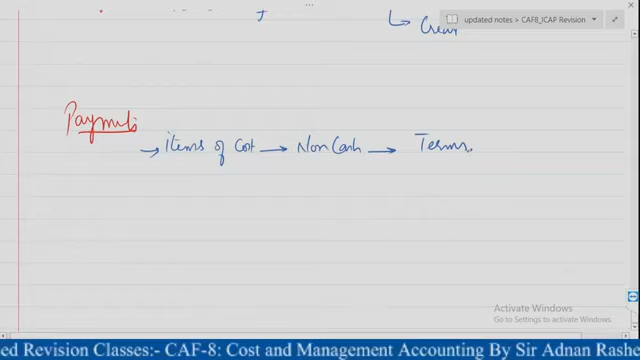 updated notes > CAF8_ICAP Revision
Payments
→ Items of Cost → Non Cash → Terms
Activate Windows
Go to Settings to activate Windows.
ed Revision Classes:- CAF-8: Cost and Management Accounting By Sir Adnan Rashe